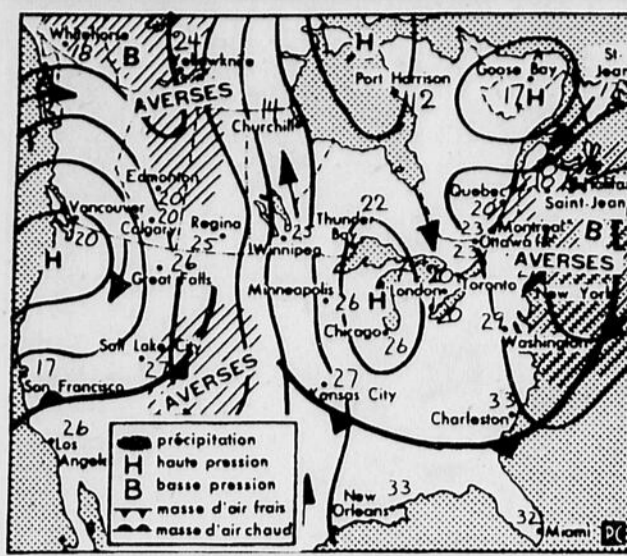 Whitehorse
18
B
24
Yellowknife
AVERSES
H
Port Harrison
12
Goose Bay
17
H
St-Jean
14
Churchill
Edmonton
20
Vancouver
20
Calgary
20
Regina
25
23
Winnipeg
22
Thunder Bay
Quebec
20
18
Halifax
Saint-Jean
Montreal
23
Ottawa
23
B
AVERSES
H
26
Great Falls
Minneapolis
26
H
London
20
20
Toronto
New York
Chicago
26
29
Washington
Salt Lake City
27
AVERSES
17
San Francisco
27
Kansas City
33
Charleston
26
Los Angeles
précipitation
H haute pression
B basse pression
masse d'air frais
masse d'air chaud
33
New Orleans
32
Miami
PC